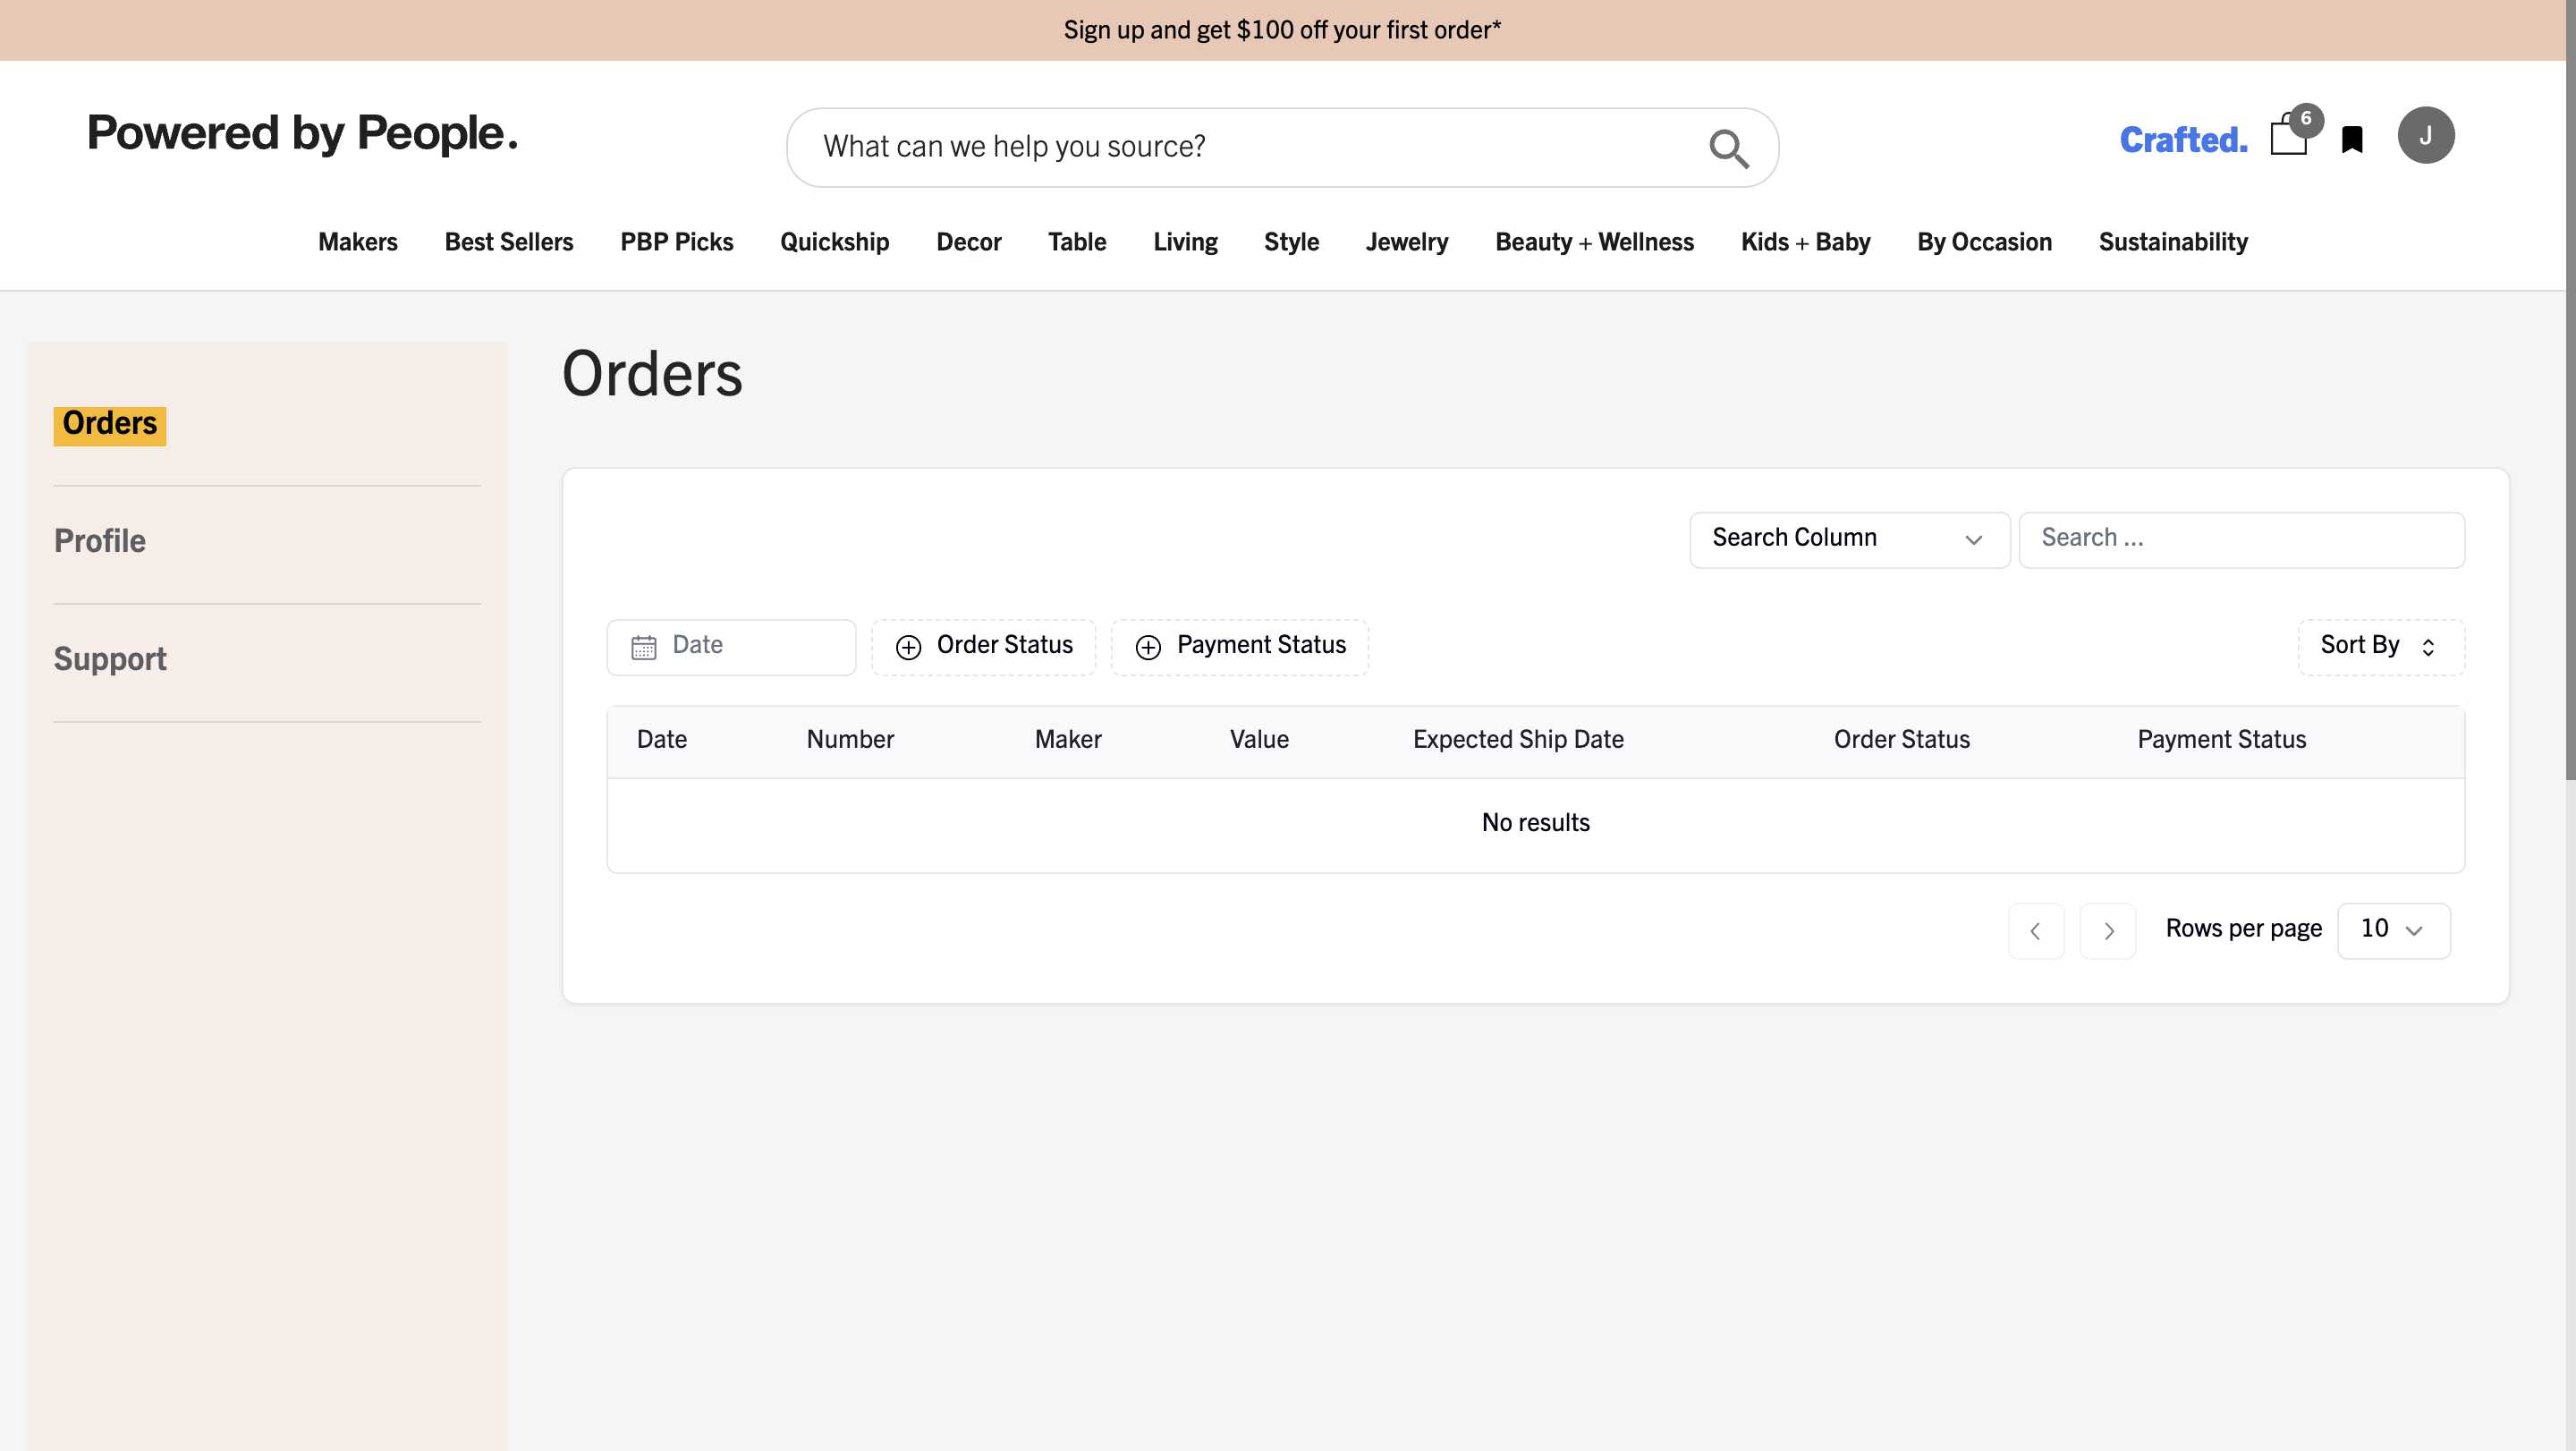 Sign up and get $100 off your first order*
Powered by People.
What can we help you source?
Crafted.
6
J
Makers Best Sellers PBP Picks Quickship Decor Table Living Style Jewelry Beauty + Wellness Kids + Baby By Occasion Sustainability
Orders
Profile
Support
Orders
Search Column
Search ...
Date
Order Status
Payment Status
Sort By
Date Number Maker Value Expected Ship Date Order Status Payment Status
No results
Rows per page
10